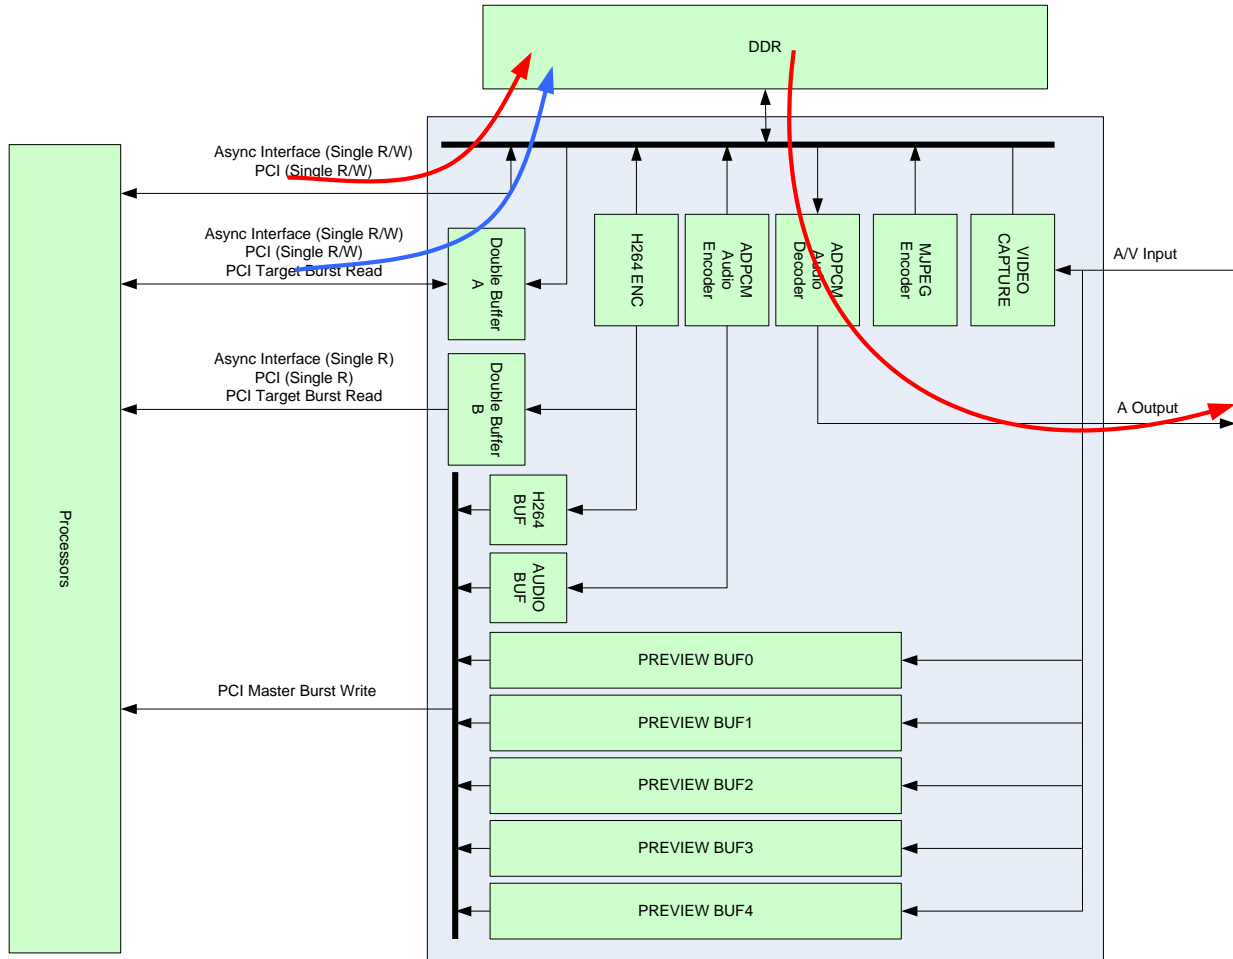 DDR
Async Interface (Single R/W)
PCI (Single R/W)
Async Interface (Single R/W)
PCI (Single R/W)
PCI Target Burst Read
Double Buffer
A
H264 ENC
ADPCM
Audio
Encoder
ADPCM
Audio
Decoder
MJPEG
Encoder
VIDEO
CAPTURE
A/V Input
Async Interface (Single R)
PCI (Single R)
PCI Target Burst Read
Double Buffer
B
A Output
H264
BUF
Processors
AUDIO
BUF
PREVIEW BUF0
PCI Master Burst Write
PREVIEW BUF1
PREVIEW BUF2
PREVIEW BUF3
PREVIEW BUF4